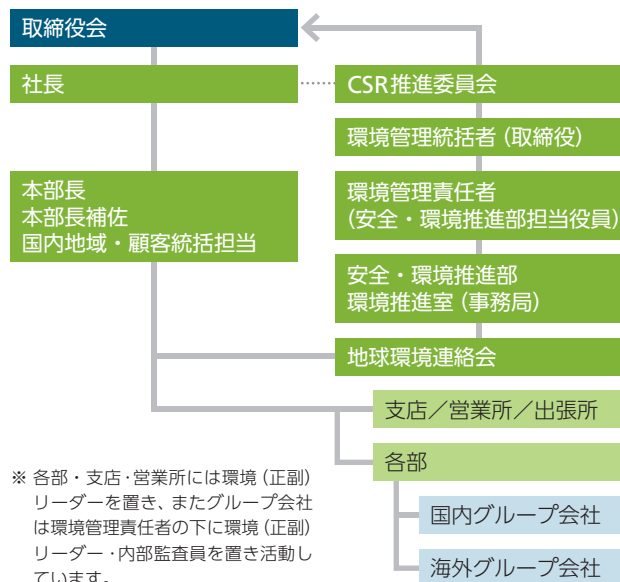 取締役会
社長
CSR推進委員会
環境管理統括者（取締役）
本部長
本部長補佐
国内地域・顧客統括担当
環境管理責任者
（安全・環境推進部担当役員）
安全・環境推進部
環境推進室（事務局）
地球環境連絡会
支店／営業所／出張所
各部
国内グループ会社
海外グループ会社
※ 各部・支店・営業所には環境（正副）
リーダーを置き、またグループ会社
は環境管理責任者の下に環境（正副）
リーダー・内部監査員を置き活動し
ています。